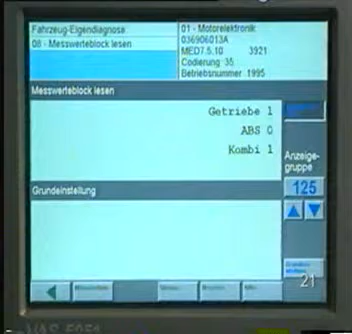 Fahrzeug-Eigendiagnose
08 - Messwerteblock lesen
01 - Motorelektronik
036906013A
MED7.5.10 3921
Codierung 35
Betriebsnummer 1995
Messwerteblock lesen
Getriebe 1
ABS 0
Kombi 1
Anzeige-
gruppe
125
Grundeinstellung
21